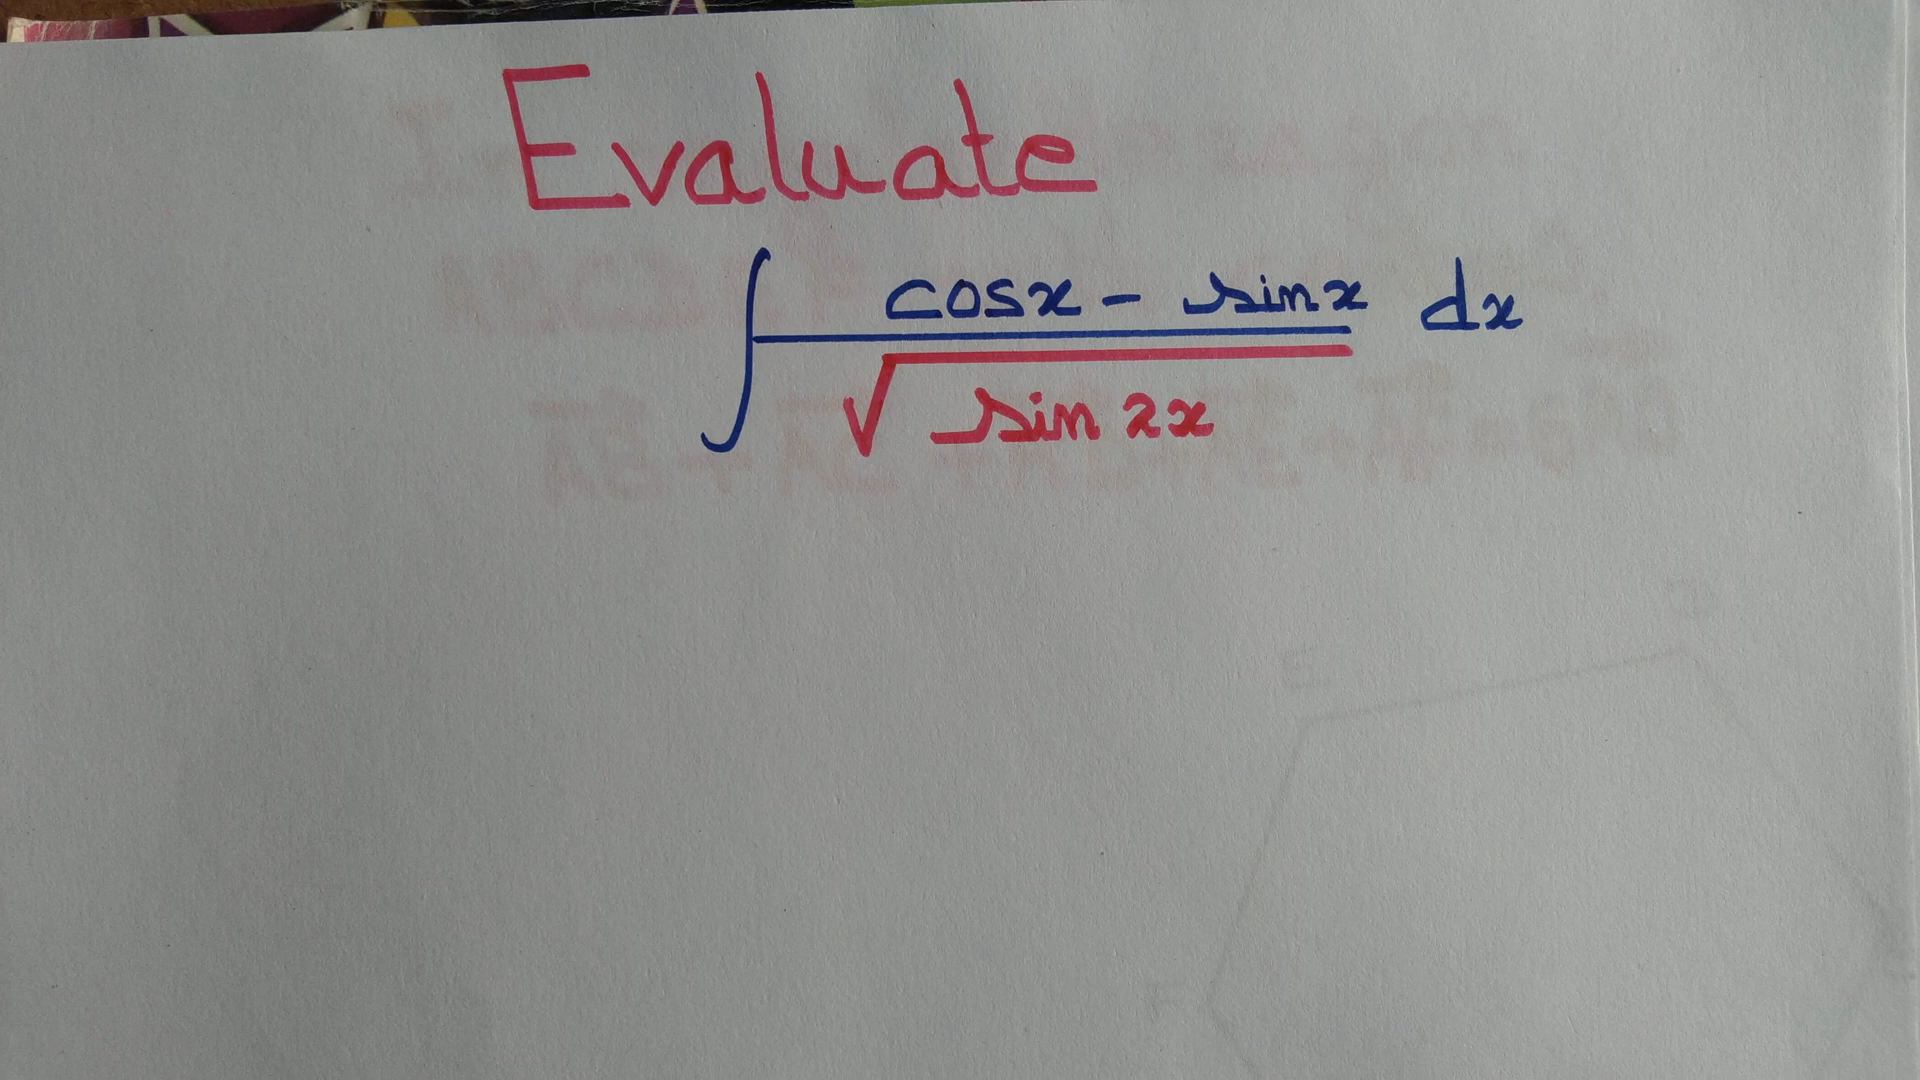 Evaluate
∫ cosx - sinx dx
√ sin 2x